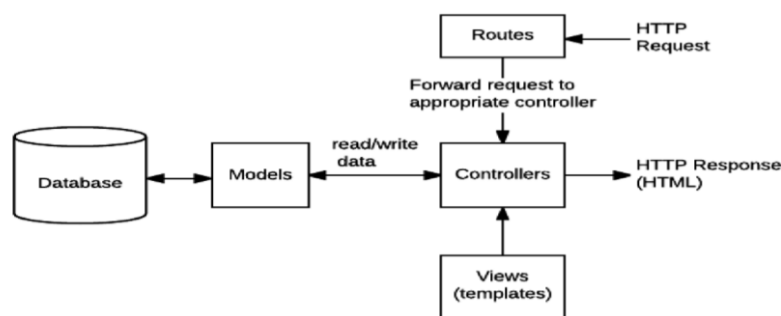 Routes
HTTP
Request
Forward request to
appropriate controller
Database
Models
read/write
data
Controllers
HTTP Response
(HTML)
Views
(templates)